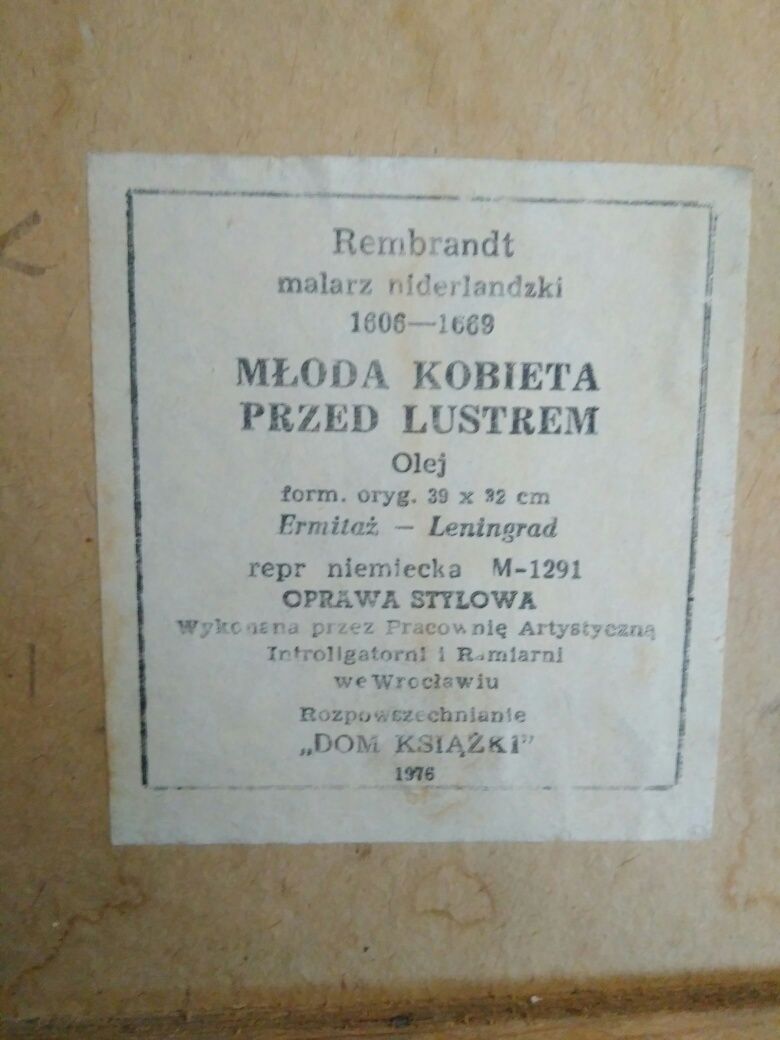 Rembrandt
malarz niderlandzki
1606—1669
MŁODA KOBIETA
PRZED LUSTREM
Olej
form. oryg. 39 x 32 cm
Ermitaż — Leningrad
repr niemiecka M-1291
OPRAWA STYLOWA
Wykonana przez Pracownię Artystyczną
Introligatorni i Ramiarni
we Wrocławiu
Rozpowszechnianie
„DOM KSIĄŻKI”
1976